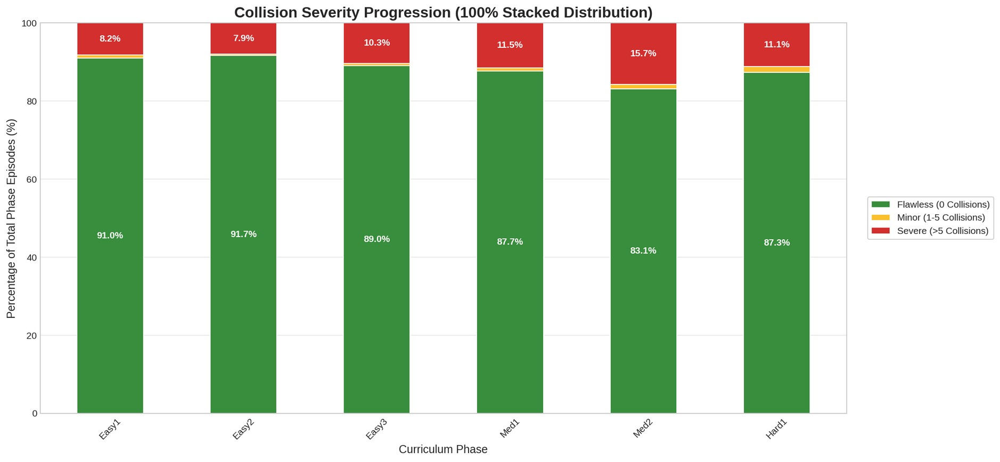 Collision Severity Progression (100% Stacked Distribution)
Percentage of Total Phase Episodes (%)
100
80
60
40
20
0
8.2%
7.9%
10.3%
11.5%
15.7%
11.1%
91.0%
91.7%
89.0%
87.7%
83.1%
87.3%
Easy1
Easy2
Easy3
Med1
Med2
Hard1
Curriculum Phase
Flawless (0 Collisions)
Minor (1-5 Collisions)
Severe (>5 Collisions)